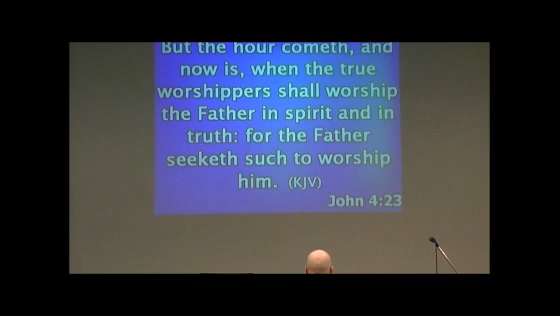 But the hour cometh, and
now is, when the true
worshippers shall worship
the Father in spirit and in
truth: for the Father
seeketh such to worship
him. (KJV)
John 4:23